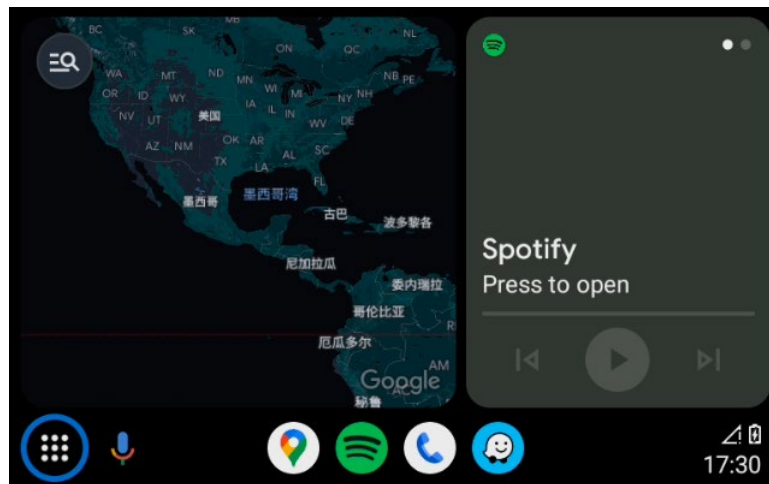 BC
SK
MB
NL
ON
QC
WA
MT
ND
MN
NB
PE
OR
ID
WY
WI
MI
NY
NH
IA
NV
UT
美国
IL
IN
WV
DE
AZ
NM
OK
AR
TX
AL
SC
LA
FL
墨西哥
墨西哥湾
古巴
波多黎各
尼加拉瓜
委内瑞拉
哥伦比亚
厄瓜多尔
AM
AC
Google
秘鲁
Spotify
Press to open
17:30